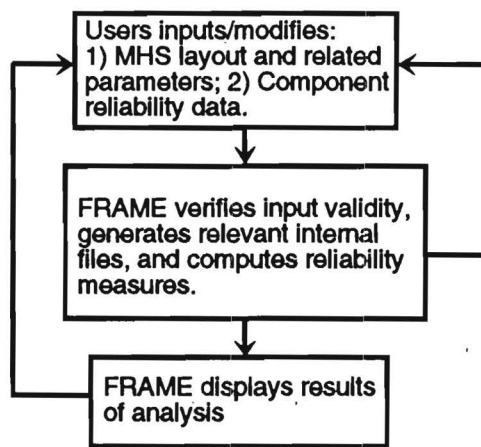 Users inputs/modifies:
1) MHS layout and related
parameters; 2) Component
reliability data.
FRAME verifies input validity,
generates relevant internal
files, and computes reliability
measures.
FRAME displays results
of analysis